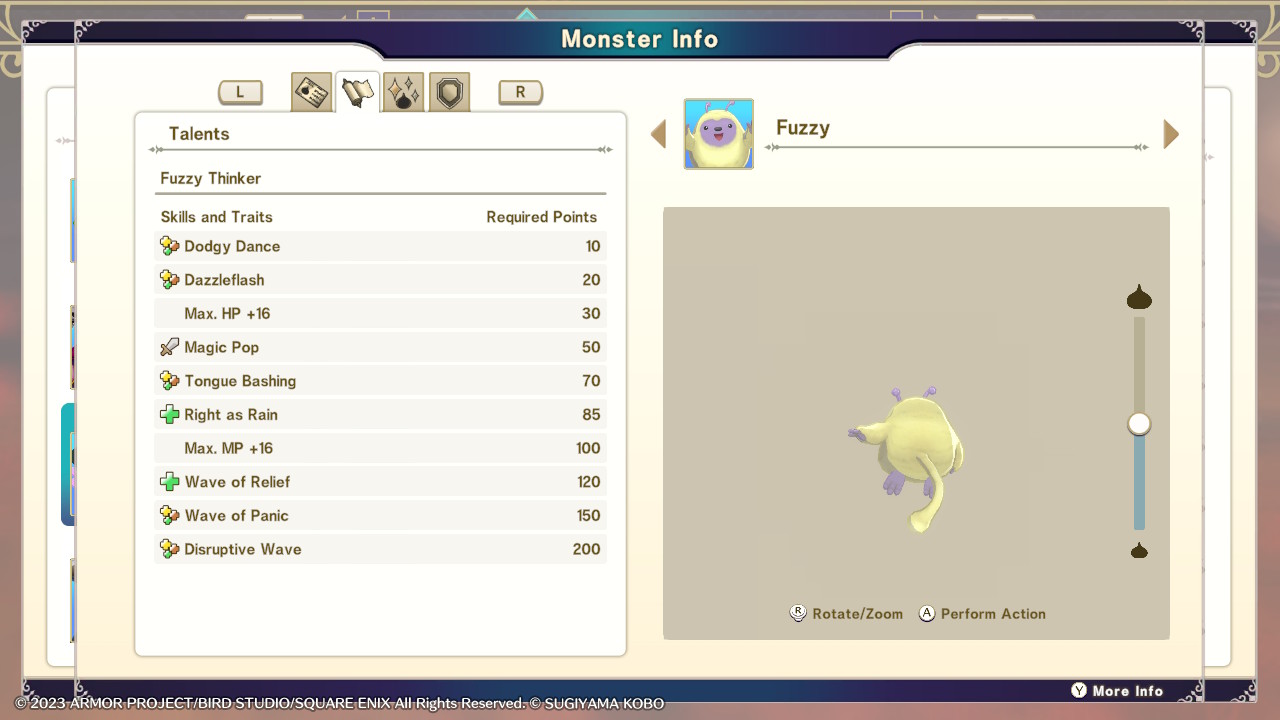 Monster Info
L
R
Talents
Fuzzy
Fuzzy Thinker
Skills and Traits Required Points
Dodgy Dance 10
Dazzleflash 20
Max. HP +16 30
Magic Pop 50
Tongue Bashing 70
Right as Rain 85
Max. MP +16 100
Wave of Relief 120
Wave of Panic 150
Disruptive Wave 200
R Rotate/Zoom A Perform Action
Y More Info
© 2023 ARMOR PROJECT/BIRD STUDIO/SQUARE ENIX All Rights Reserved. © SUGIYAMA KOBO